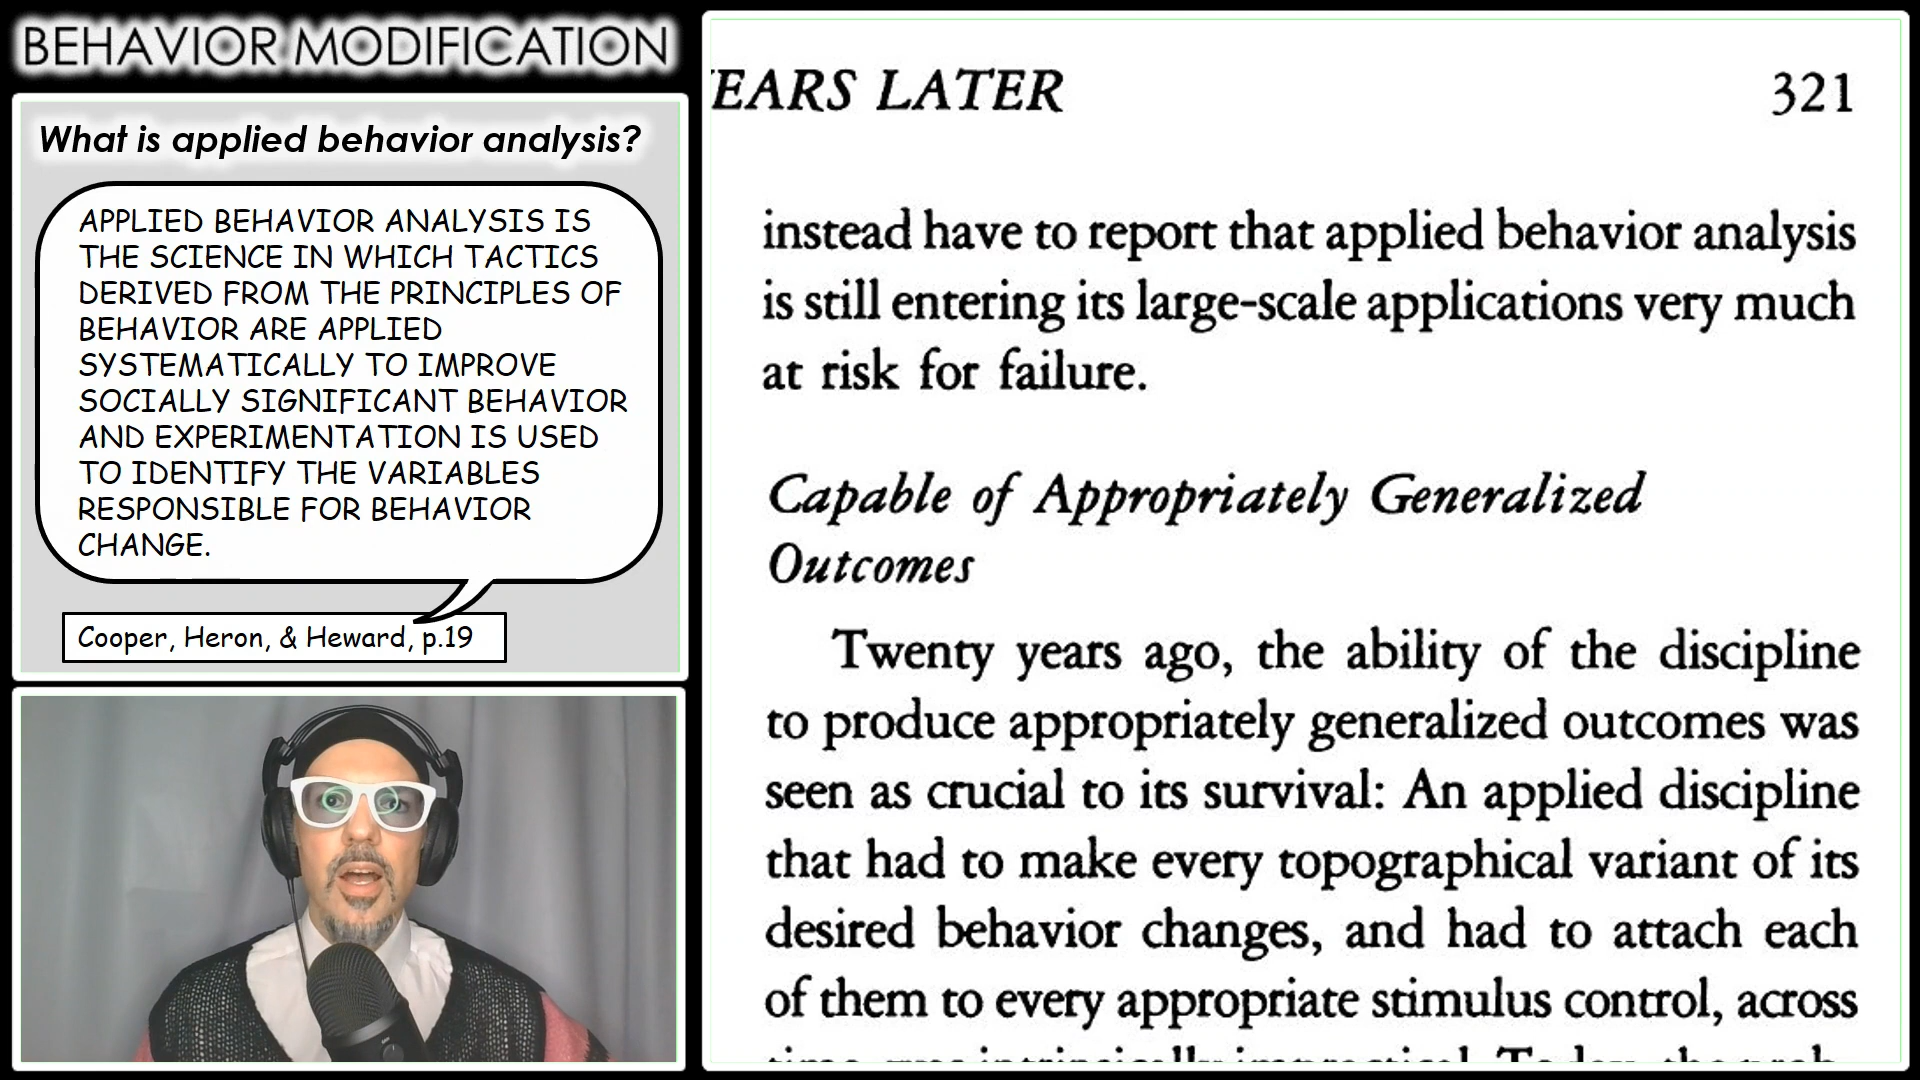 BEHAVIOR MODIFICATION
What is applied behavior analysis?
APPLIED BEHAVIOR ANALYSIS IS
THE SCIENCE IN WHICH TACTICS
DERIVED FROM THE PRINCIPLES OF
BEHAVIOR ARE APPLIED
SYSTEMATICALLY TO IMPROVE
SOCIALLY SIGNIFICANT BEHAVIOR
AND EXPERIMENTATION IS USED
TO IDENTIFY THE VARIABLES
RESPONSIBLE FOR BEHAVIOR
CHANGE.
Cooper, Heron, & Heward, p.19
EARS LATER 321
instead have to report that applied behavior analysis
is still entering its large-scale applications very much
at risk for failure.
Capable of Appropriately Generalized
Outcomes
Twenty years ago, the ability of the discipline
to produce appropriately generalized outcomes was
seen as crucial to its survival: An applied discipline
that had to make every topographical variant of its
desired behavior changes, and had to attach each
of them to every appropriate stimulus control, across